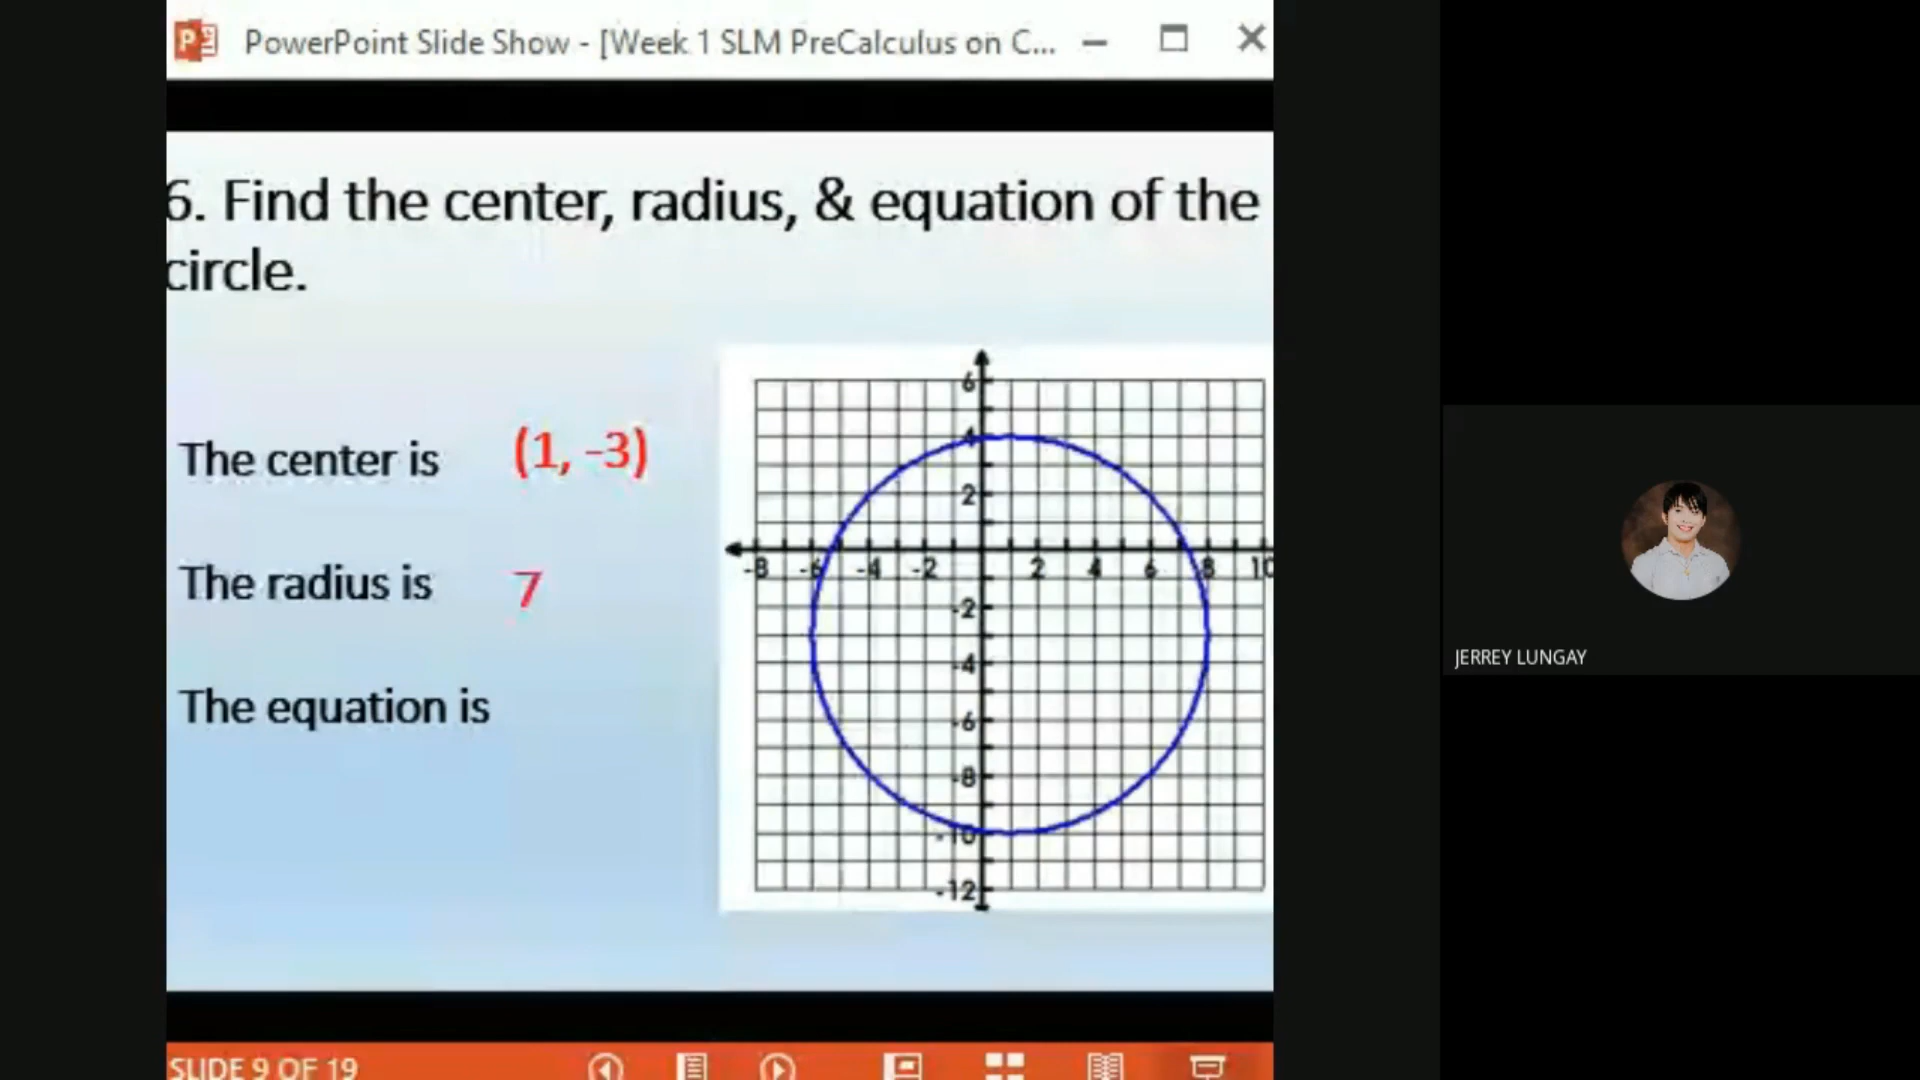 PowerPoint Slide Show - [Week 1 SLM PreCalculus on C...
6. Find the center, radius, & equation of the
circle.
The center is (1, -3)
The radius is 7
The equation is
6
4
2
-8 -6 -4 -2 2 4 6 8 10
-2
-4
-6
-8
-10
-12
JERREY LUNGAY
SLIDE 9 OF 19